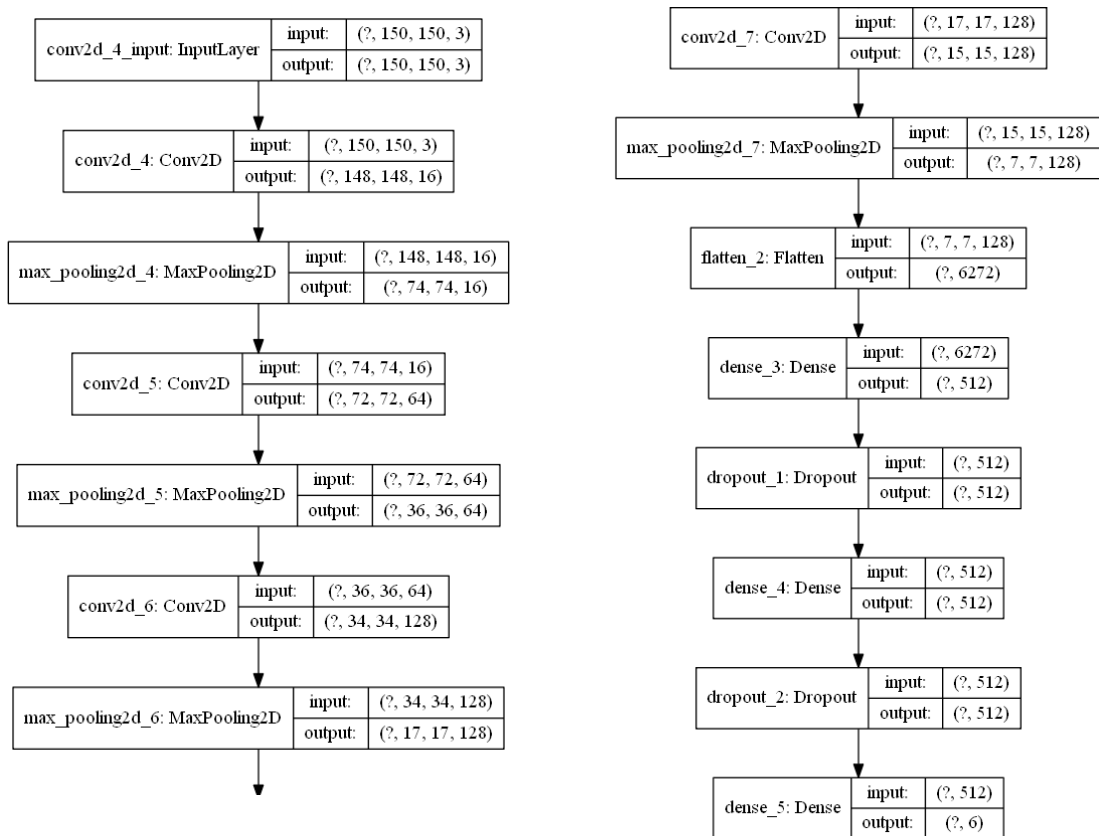 conv2d_4_input: InputLayer
input: (?, 150, 150, 3)
output: (?, 150, 150, 3)
conv2d_4: Conv2D
input: (?, 150, 150, 3)
output: (?, 148, 148, 16)
max_pooling2d_4: MaxPooling2D
input: (?, 148, 148, 16)
output: (?, 74, 74, 16)
conv2d_5: Conv2D
input: (?, 74, 74, 16)
output: (?, 72, 72, 64)
max_pooling2d_5: MaxPooling2D
input: (?, 72, 72, 64)
output: (?, 36, 36, 64)
conv2d_6: Conv2D
input: (?, 36, 36, 64)
output: (?, 34, 34, 128)
max_pooling2d_6: MaxPooling2D
input: (?, 34, 34, 128)
output: (?, 17, 17, 128)
conv2d_7: Conv2D
input: (?, 17, 17, 128)
output: (?, 15, 15, 128)
max_pooling2d_7: MaxPooling2D
input: (?, 15, 15, 128)
output: (?, 7, 7, 128)
flatten_2: Flatten
input: (?, 7, 7, 128)
output: (?, 6272)
dense_3: Dense
input: (?, 6272)
output: (?, 512)
dropout_1: Dropout
input: (?, 512)
output: (?, 512)
dense_4: Dense
input: (?, 512)
output: (?, 512)
dropout_2: Dropout
input: (?, 512)
output: (?, 512)
dense_5: Dense
input: (?, 512)
output: (?, 6)